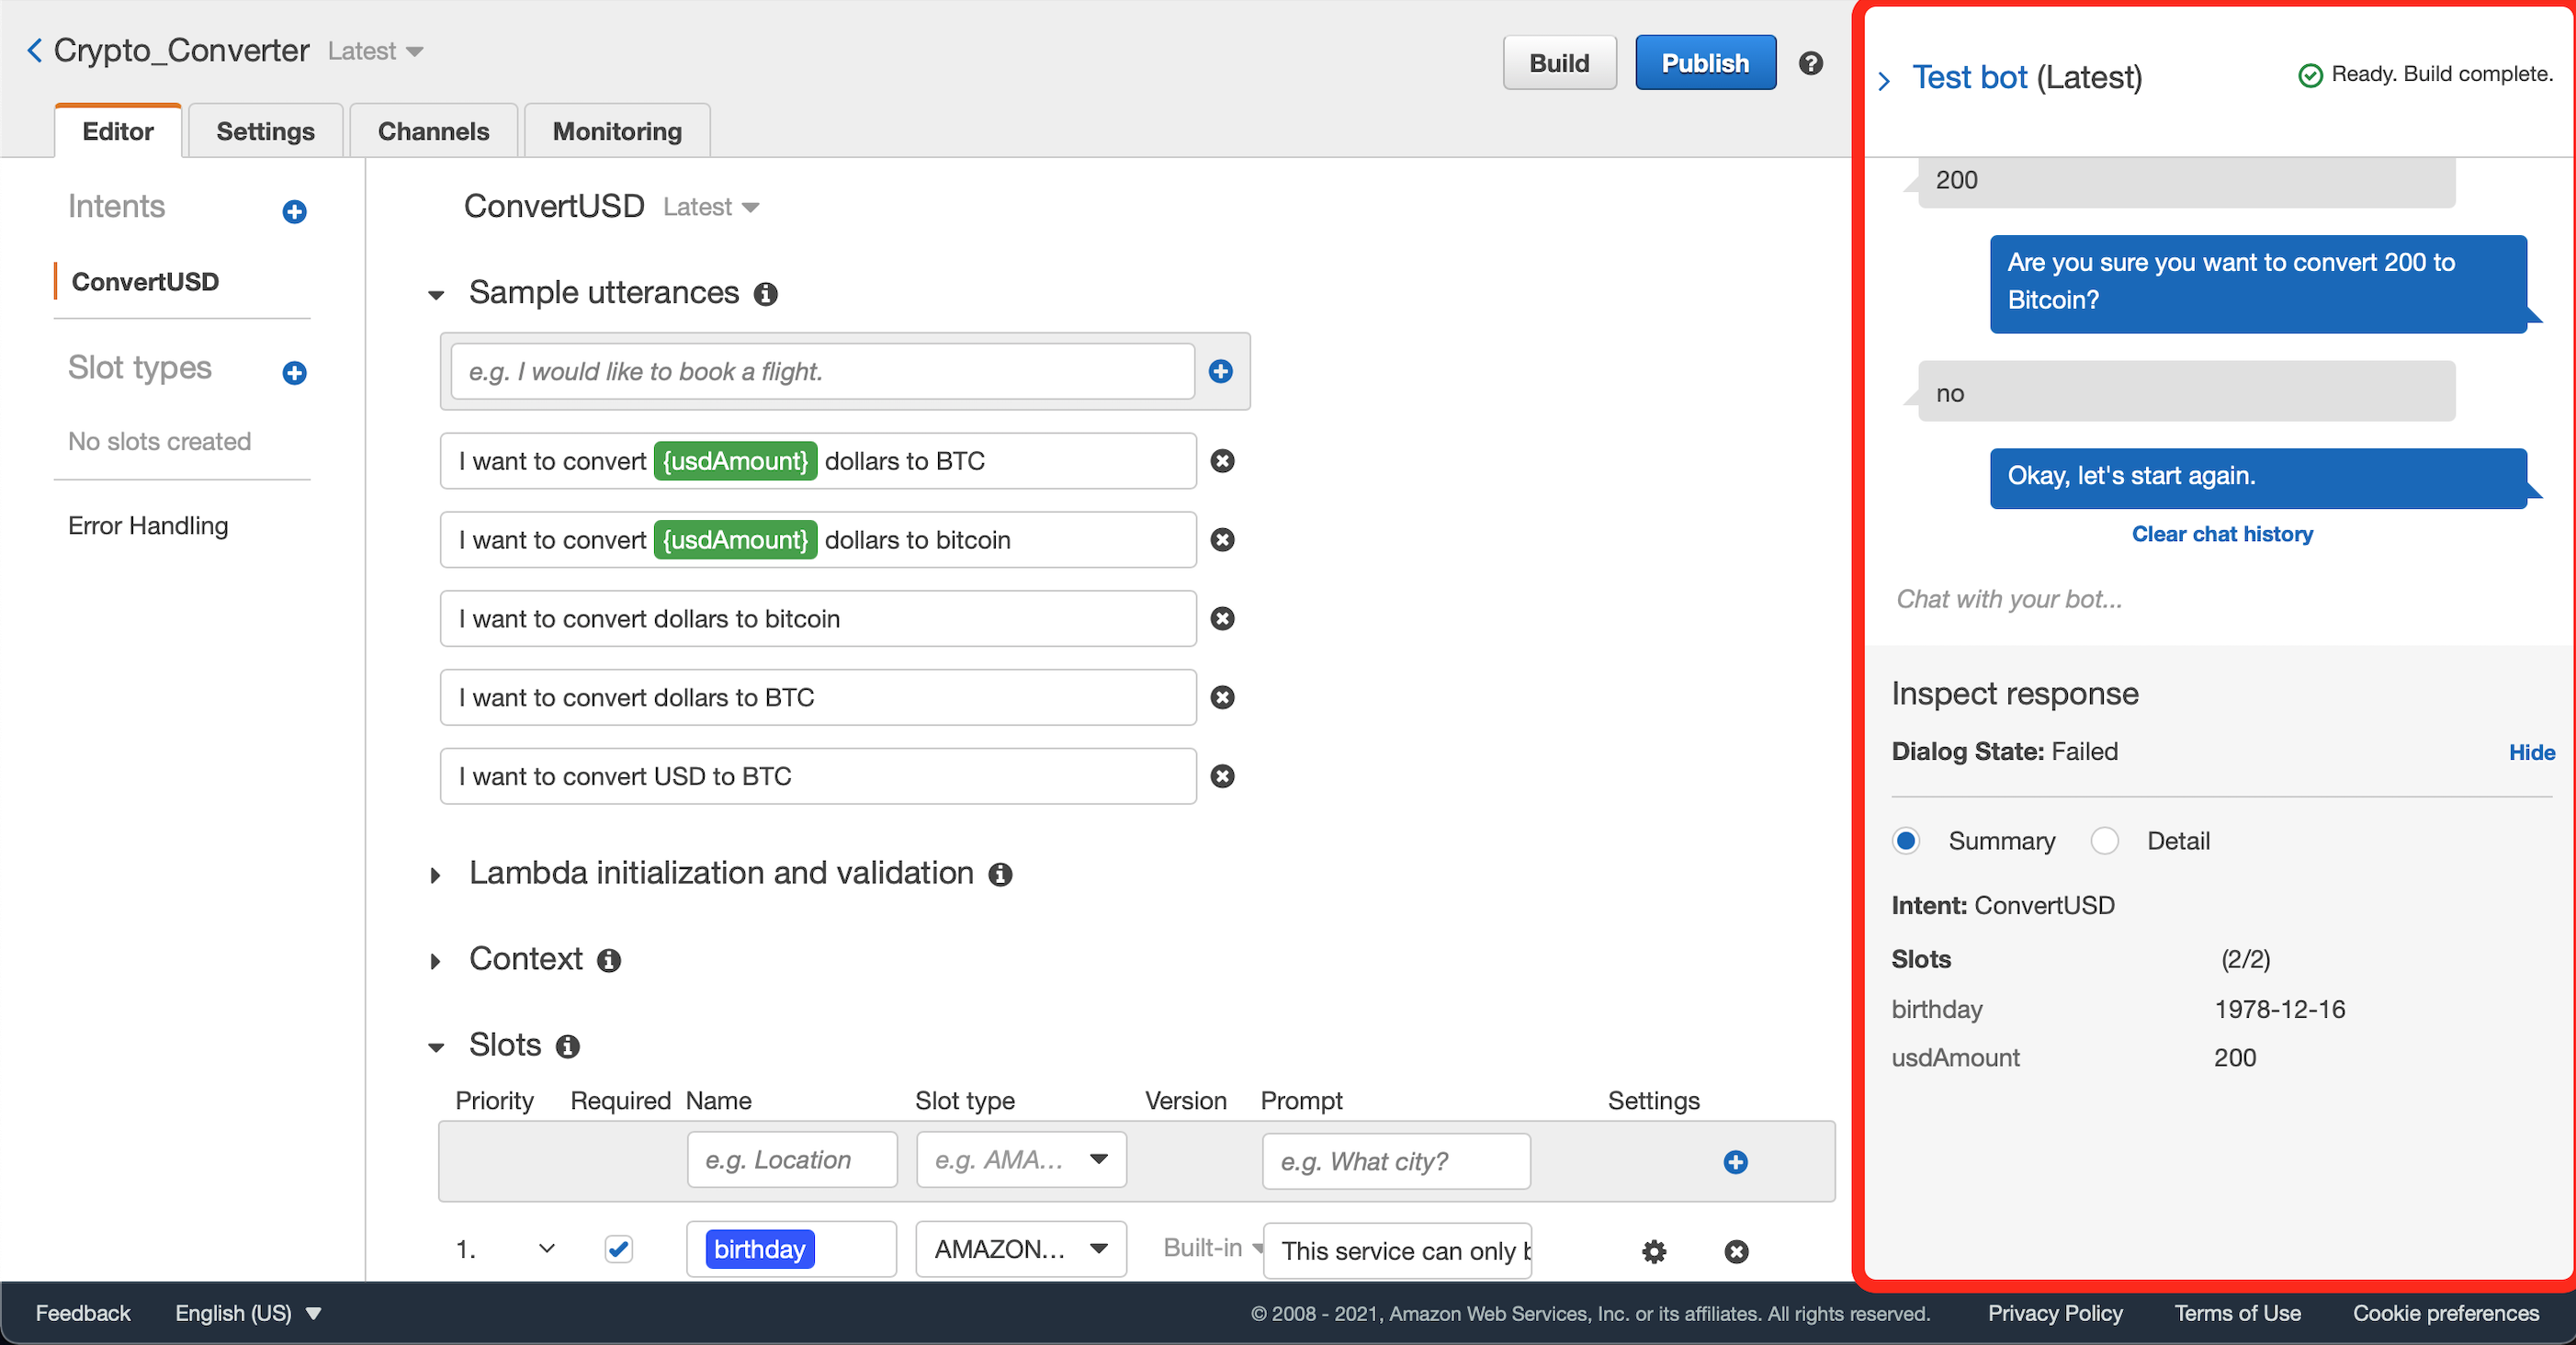 Crypto_Converter Latest
Build Publish ?
Editor Settings Channels Monitoring
Intents
ConvertUSD
Slot types
No slots created
Error Handling
ConvertUSD Latest
Sample utterances
e.g. I would like to book a flight.
I want to convert {usdAmount} dollars to BTC
I want to convert {usdAmount} dollars to bitcoin
I want to convert dollars to bitcoin
I want to convert dollars to BTC
I want to convert USD to BTC
Lambda initialization and validation
Context
Slots
Priority Required Name Slot type Version Prompt Settings
e.g. Location e.g. AMA... e.g. What city?
1. birthday AMAZON... Built-in This service can only b
Test bot (Latest) Ready. Build complete.
200
Are you sure you want to convert 200 to
Bitcoin?
no
Okay, let's start again.
Clear chat history
Chat with your bot...
Inspect response
Dialog State: Failed Hide
Summary Detail
Intent: ConvertUSD
Slots (2/2)
birthday 1978-12-16
usdAmount 200
Feedback English (US) © 2008 - 2021, Amazon Web Services, Inc. or its affiliates. All rights reserved. Privacy Policy Terms of Use Cookie preferences